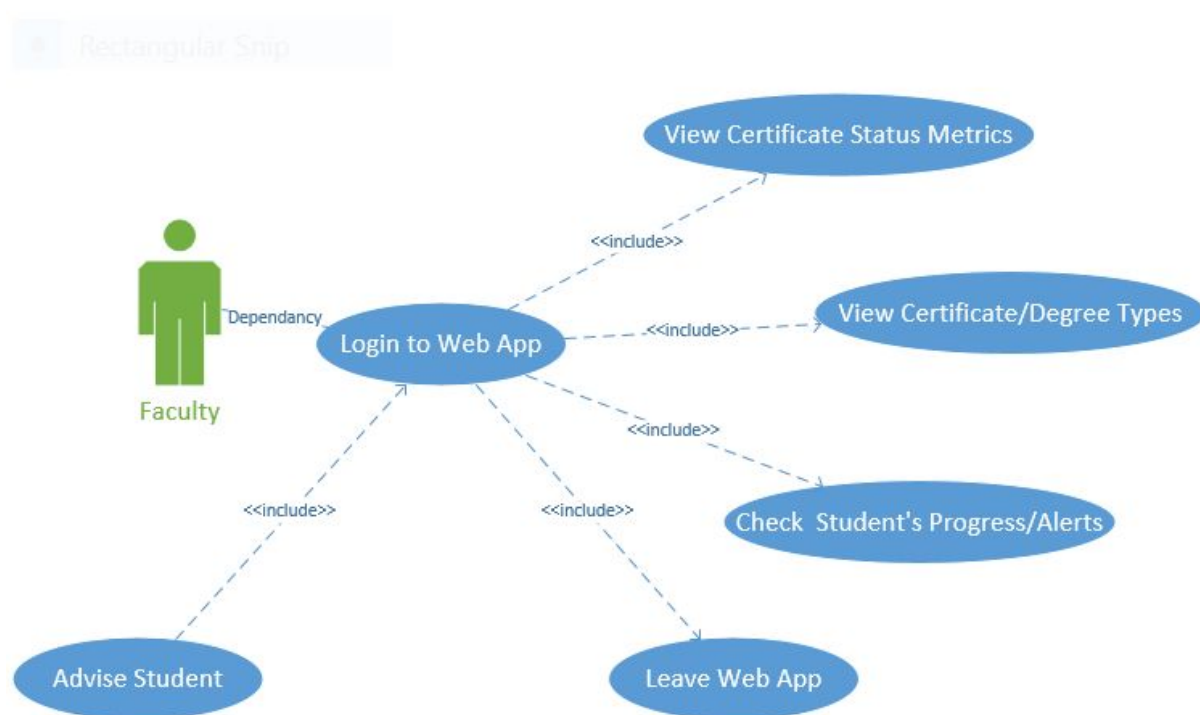 Rectangular Snip
View Certificate Status Metrics
<<include>>
Dependancy
View Certificate/Degree Types
<<include>>
Login to Web App
Faculty
<<include>>
<<include>>
<<include>>
Check  Student's Progress/Alerts
Advise Student
Leave Web App